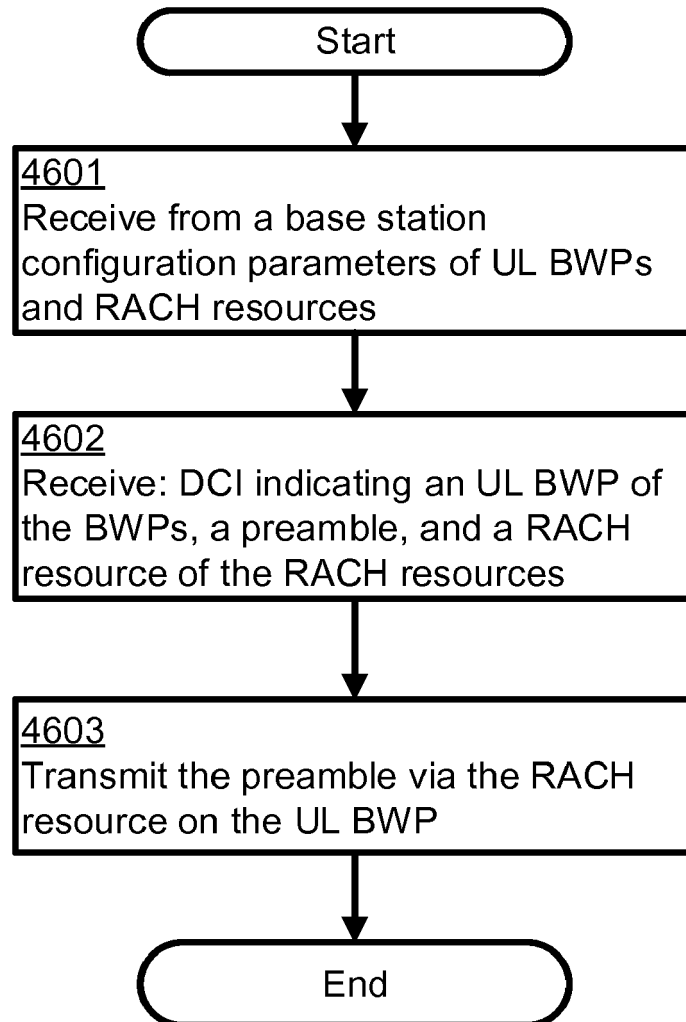 Start
4601
Receive from a base station
configuration parameters of UL BWPs
and RACH resources
4602
Receive: DCI indicating an UL BWP of
the BWPs, a preamble, and a RACH
resource of the RACH resources
4603
Transmit the preamble via the RACH
resource on the UL BWP
End